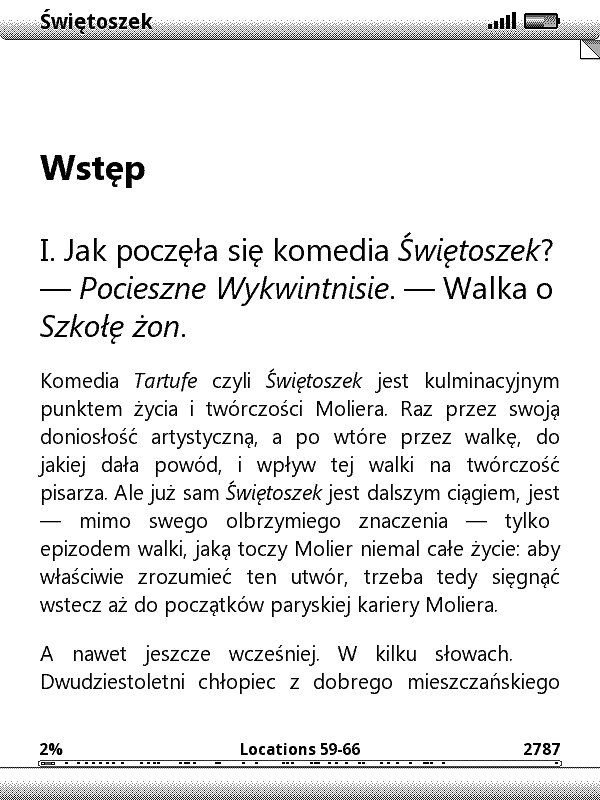 Świętoszek
Wstęp
I. Jak poczęła się komedia Świętoszek?
— Pocieszne Wykwintnisie. — Walka o
Szkołę żon.
Komedia Tartufe czyli Świętoszek jest kulminacyjnym
punktem życia i twórczości Moliera. Raz przez swoją
doniosłość artystyczną, a po wtóre przez walkę, do
jakiej dała powód, i wpływ tej walki na twórczość
pisarza. Ale już sam Świętoszek jest dalszym ciągiem, jest
— mimo swego olbrzymiego znaczenia — tylko
epizodem walki, jaką toczy Molier niemal całe życie: aby
właściwie zrozumieć ten utwór, trzeba tedy sięgnąć
wstecz aż do początków paryskiej kariery Moliera.
A nawet jeszcze wcześniej. W kilku słowach.
Dwudziestoletni chłopiec z dobrego mieszczańskiego
2% Locations 59-66 2787